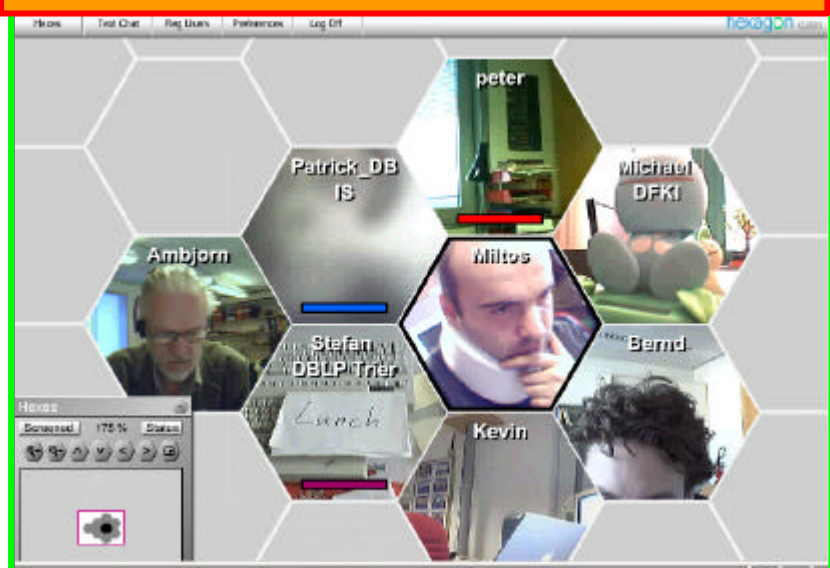 Hexes Text Chat Reg Users Preferences Log Off
hexagon
peter
Patrick_DB
IS
Michael
DFKI
Ambjorn
Miltos
Stefan
DBLP Trier
Bernd
Lunch
Kevin
Hexes
Screened 175 % Status